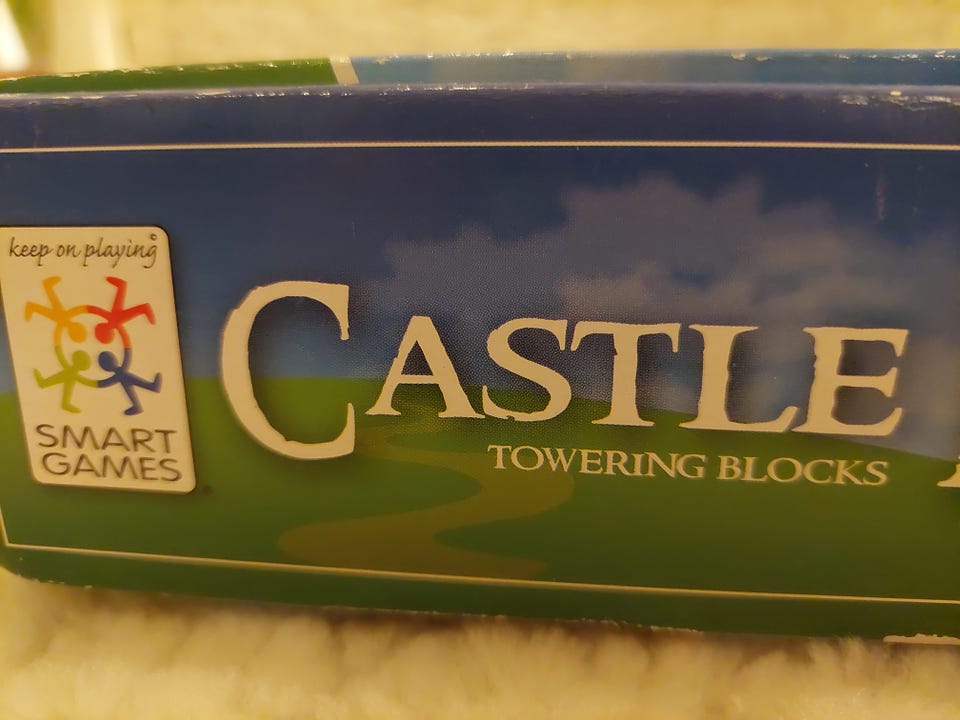 keep on playing©
SMART
GAMES
CASTLE
TOWERING BLOCKS